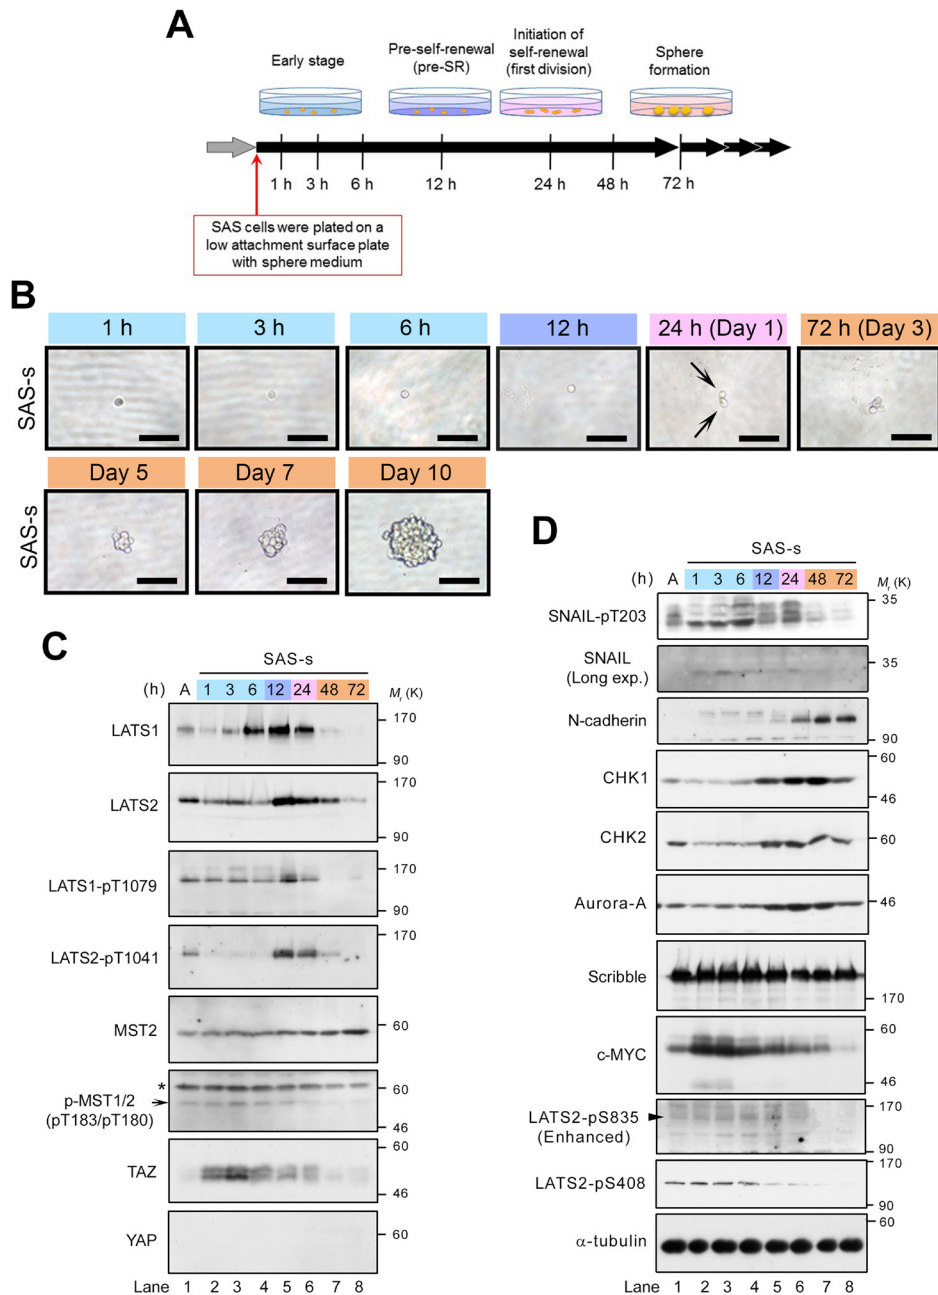 A
Early stage
Pre-self-renewal
(pre-SR)
Initiation of
self-renewal
(first division)
Sphere
formation
1 h
3 h
6 h
12 h
24 h
48 h
72 h
SAS cells were plated on a
low attachment surface plate
with sphere medium
B
1 h
3 h
6 h
12 h
24 h (Day 1)
72 h (Day 3)
SAS-s
Day 5
Day 7
Day 10
SAS-s
C
SAS-s
(h) A 1 3 6 12 24 48 72 Mr (K)
LATS1
170
90
LATS2
170
90
LATS1-pT1079
170
90
LATS2-pT1041
170
MST2
60
*
p-MST1/2
(pT183/pT180)
60
46
TAZ
60
46
YAP
60
Lane 1 2 3 4 5 6 7 8
D
SAS-s
(h) A 1 3 6 12 24 48 72 Mr (K)
SNAIL-pT203
35
SNAIL
(Long exp.)
35
N-cadherin
90
CHK1
60
46
CHK2
60
Aurora-A
46
Scribble
170
c-MYC
60
46
LATS2-pS835
(Enhanced)
170
90
LATS2-pS408
170
90
α-tubulin
60
Lane 1 2 3 4 5 6 7 8